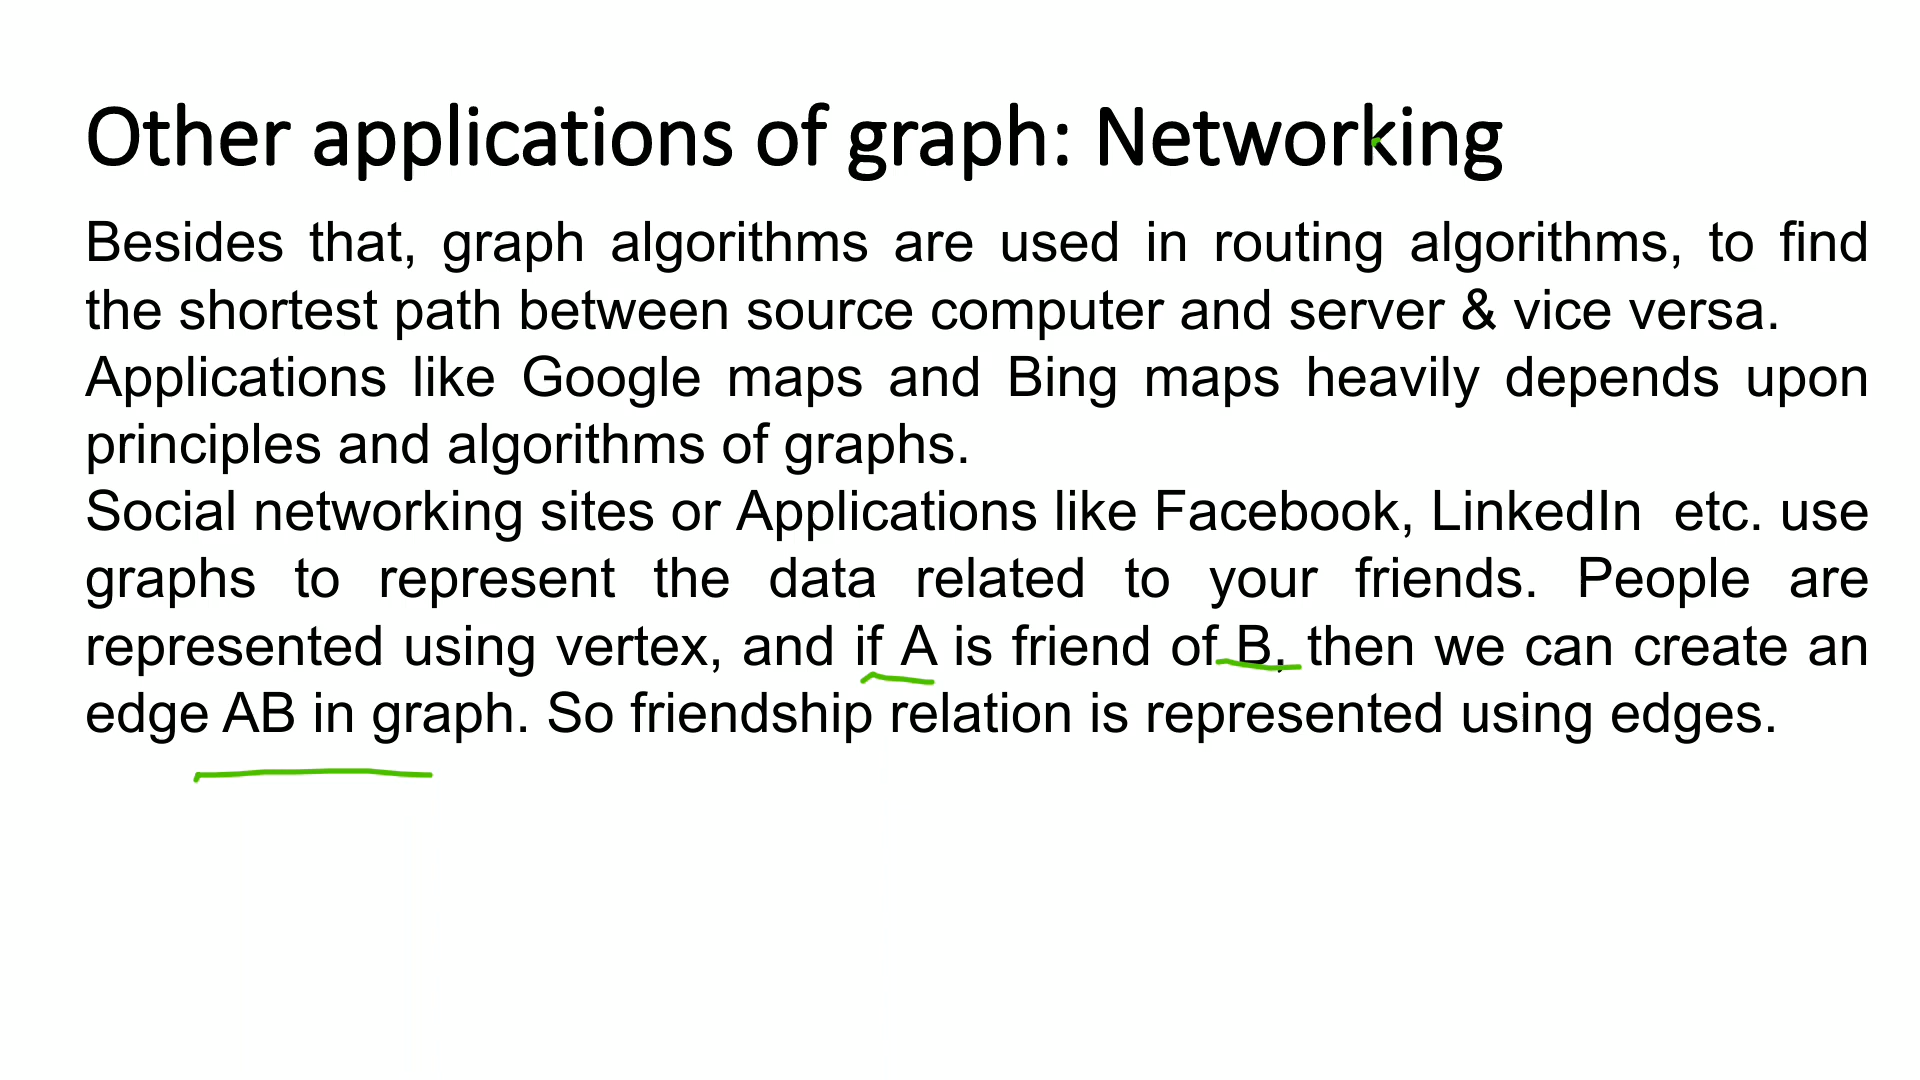 Other applications of graph: Networking
Besides that, graph algorithms are used in routing algorithms, to find
the shortest path between source computer and server & vice versa.
Applications like Google maps and Bing maps heavily depends upon
principles and algorithms of graphs.
Social networking sites or Applications like Facebook, LinkedIn etc. use
graphs to represent the data related to your friends. People are
represented using vertex, and if A is friend of B, then we can create an
edge AB in graph. So friendship relation is represented using edges.